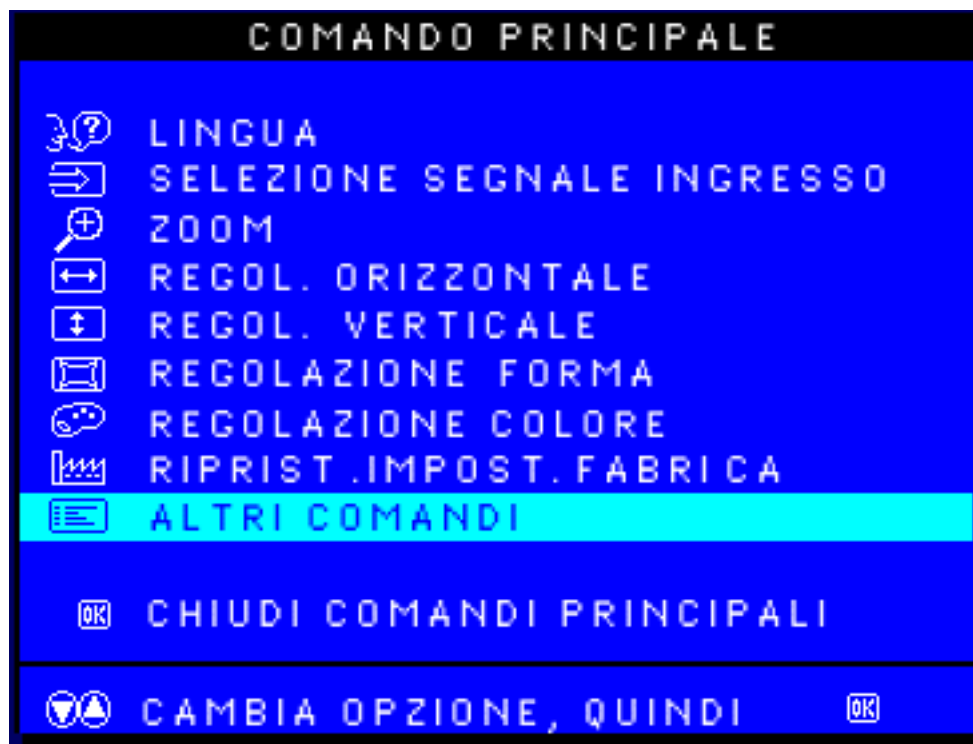 COMANDO PRINCIPALE
LINGUA
SELEZIONE SEGNALE INGRESSO
ZOOM
REGOL. ORIZZONTALE
REGOL. VERTICALE
REGOLAZIONE FORMA
REGOLAZIONE COLORE
RIPRIST.IMPOST.FABRICA
ALTRI COMANDI
OK CHIUDI COMANDI PRINCIPALI
CAMBIA OPZIONE, QUINDI OK